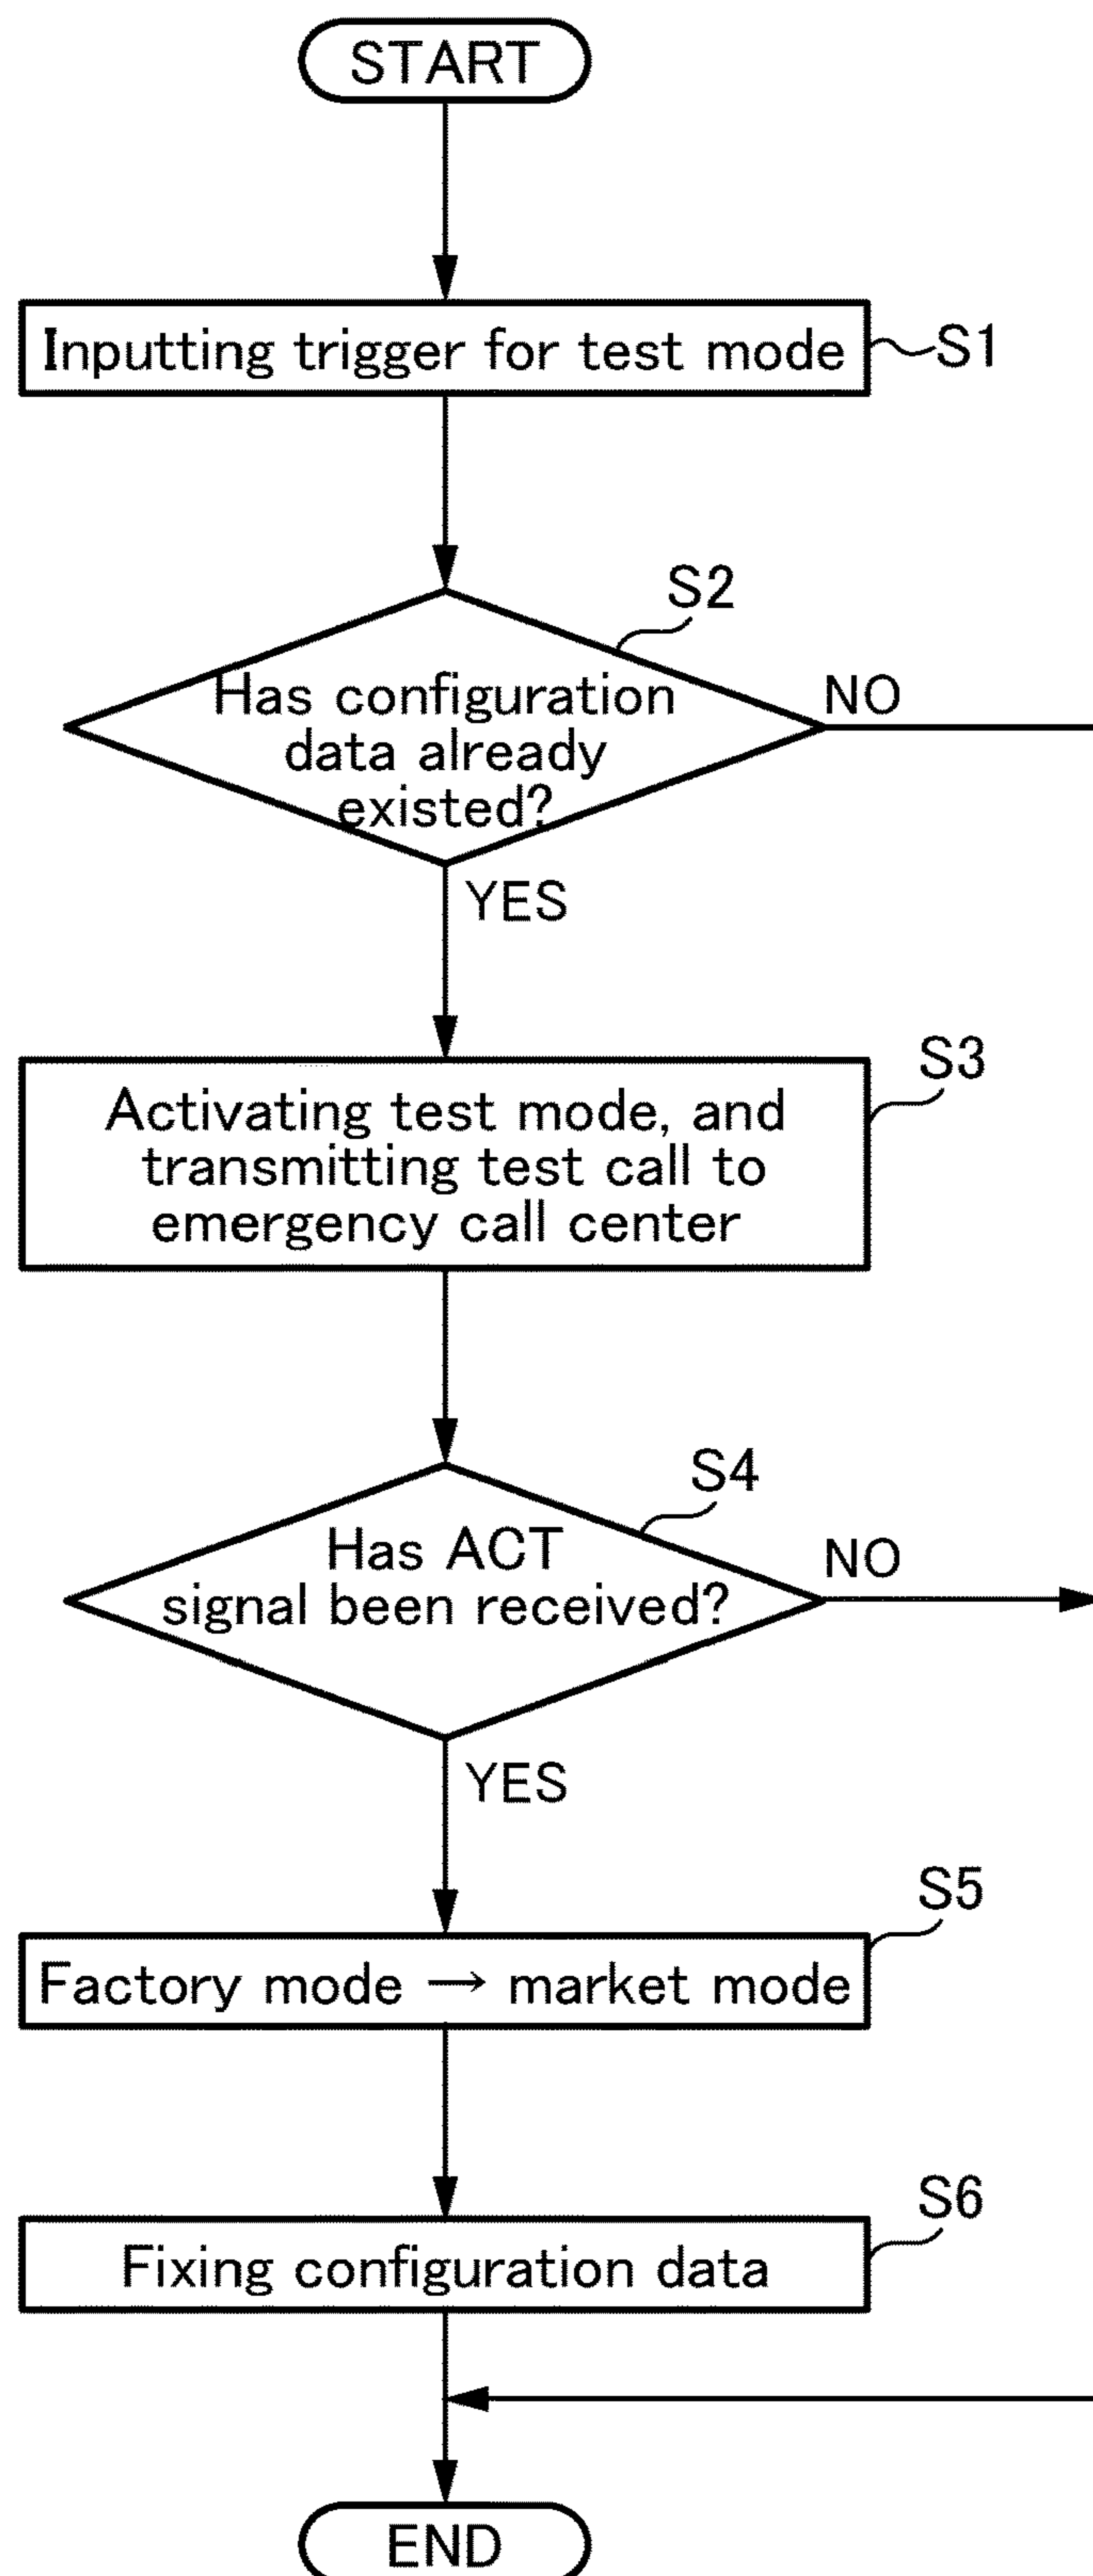 START
Inputting trigger for test mode
S1
S2
Has configuration
data already
existed?
NO
YES
S3
Activating test mode, and
transmitting test call to
emergency call center
S4
Has ACT
signal been received?
NO
YES
S5
Factory mode → market mode
S6
Fixing configuration data
END